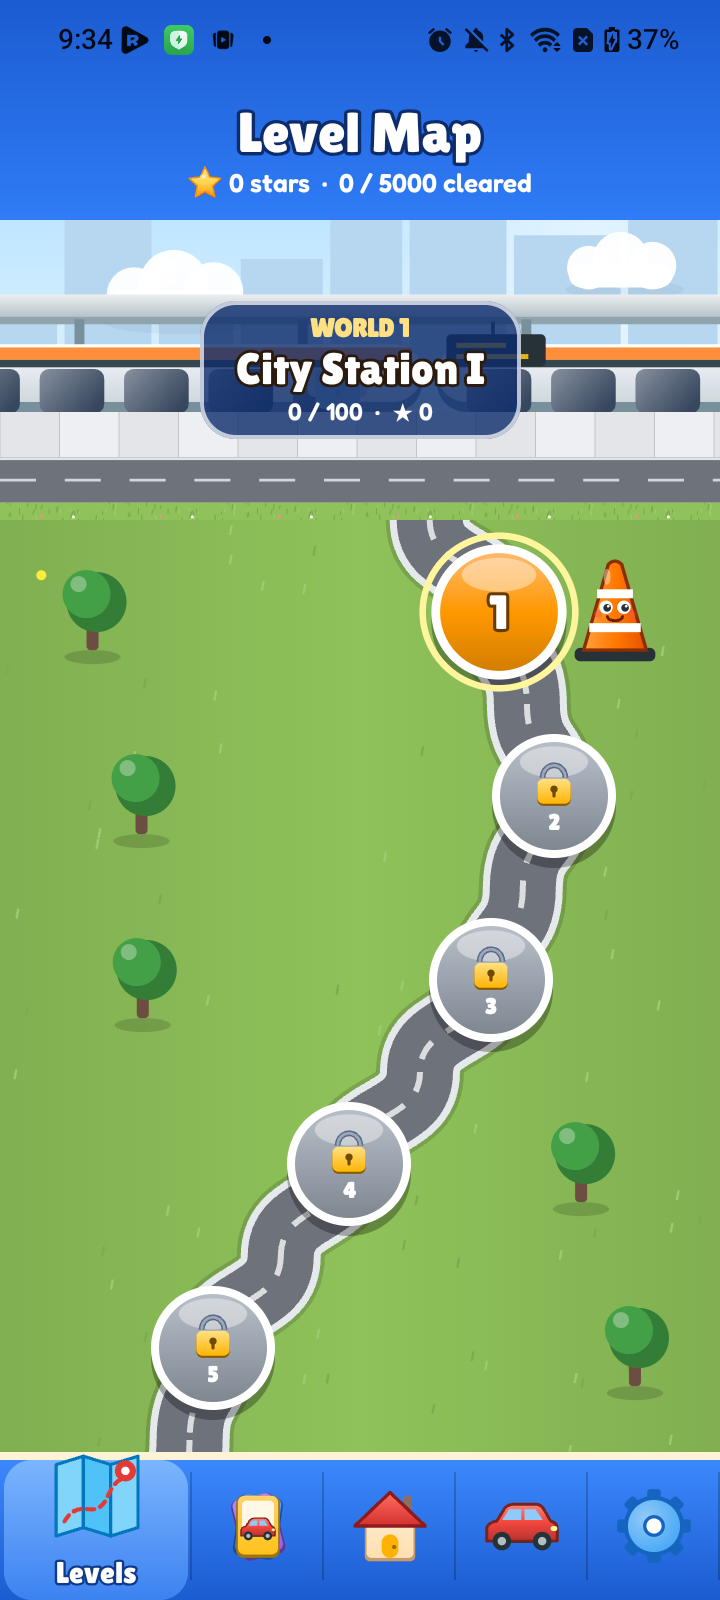 9:34
37%
Level Map
0 stars · 0 / 5000 cleared
WORLD 1
City Station I
0 / 100 · ★ 0
1
2
3
4
5
Levels